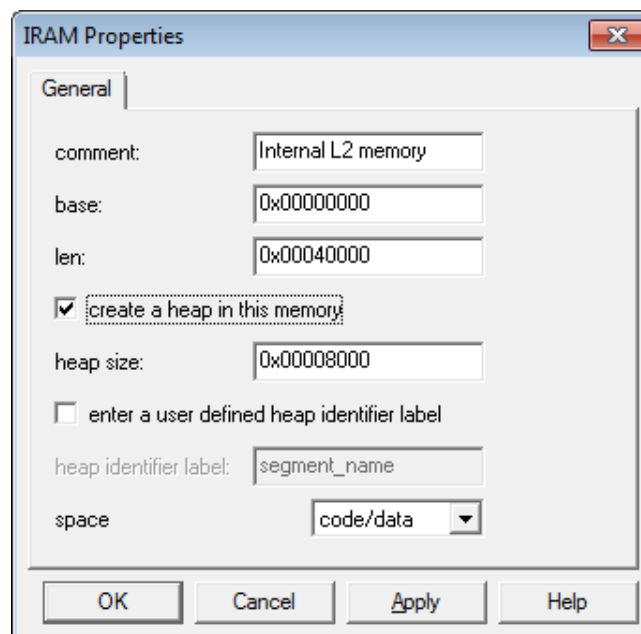 IRAM Properties
General
comment: Internal L2 memory
base: 0x00000000
len: 0x00040000
create a heap in this memory
heap size: 0x00008000
enter a user defined heap identifier label
heap identifier label: segment_name
space code/data
OK Cancel Apply Help